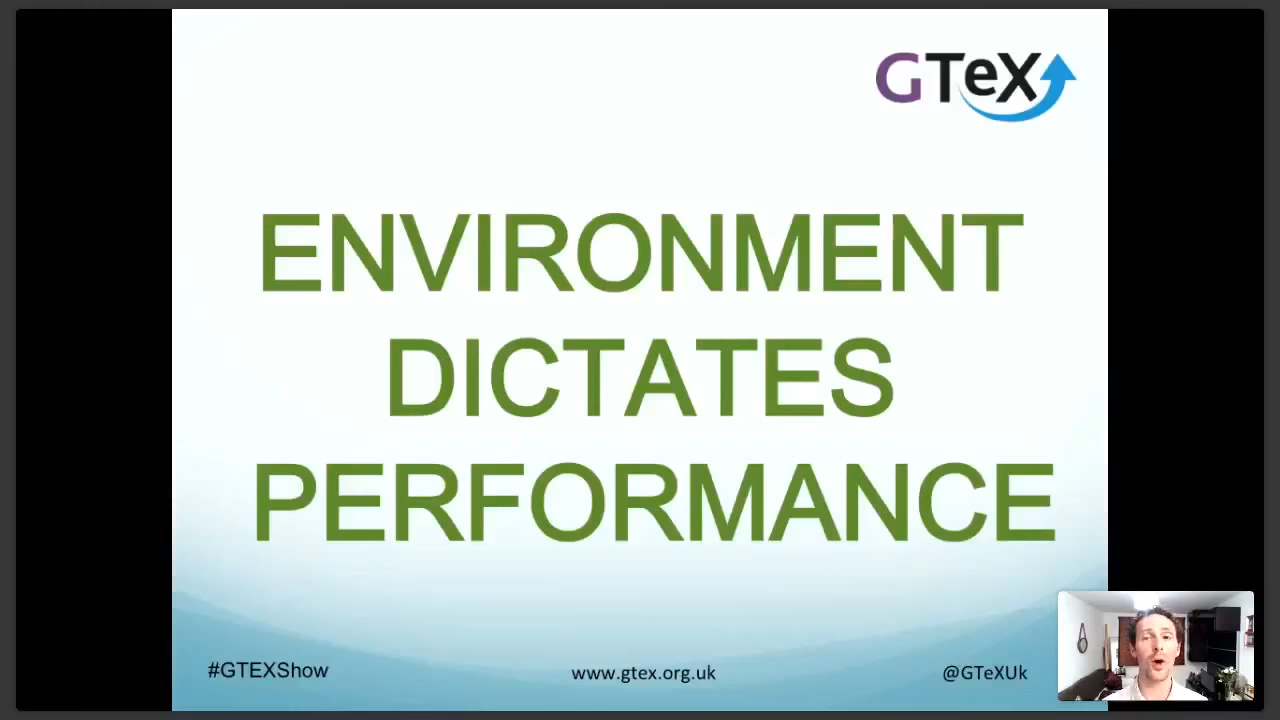 GTeX
ENVIRONMENT
DICTATES
PERFORMANCE
#GTEXShow
www.gtex.org.uk
@GTeXUk